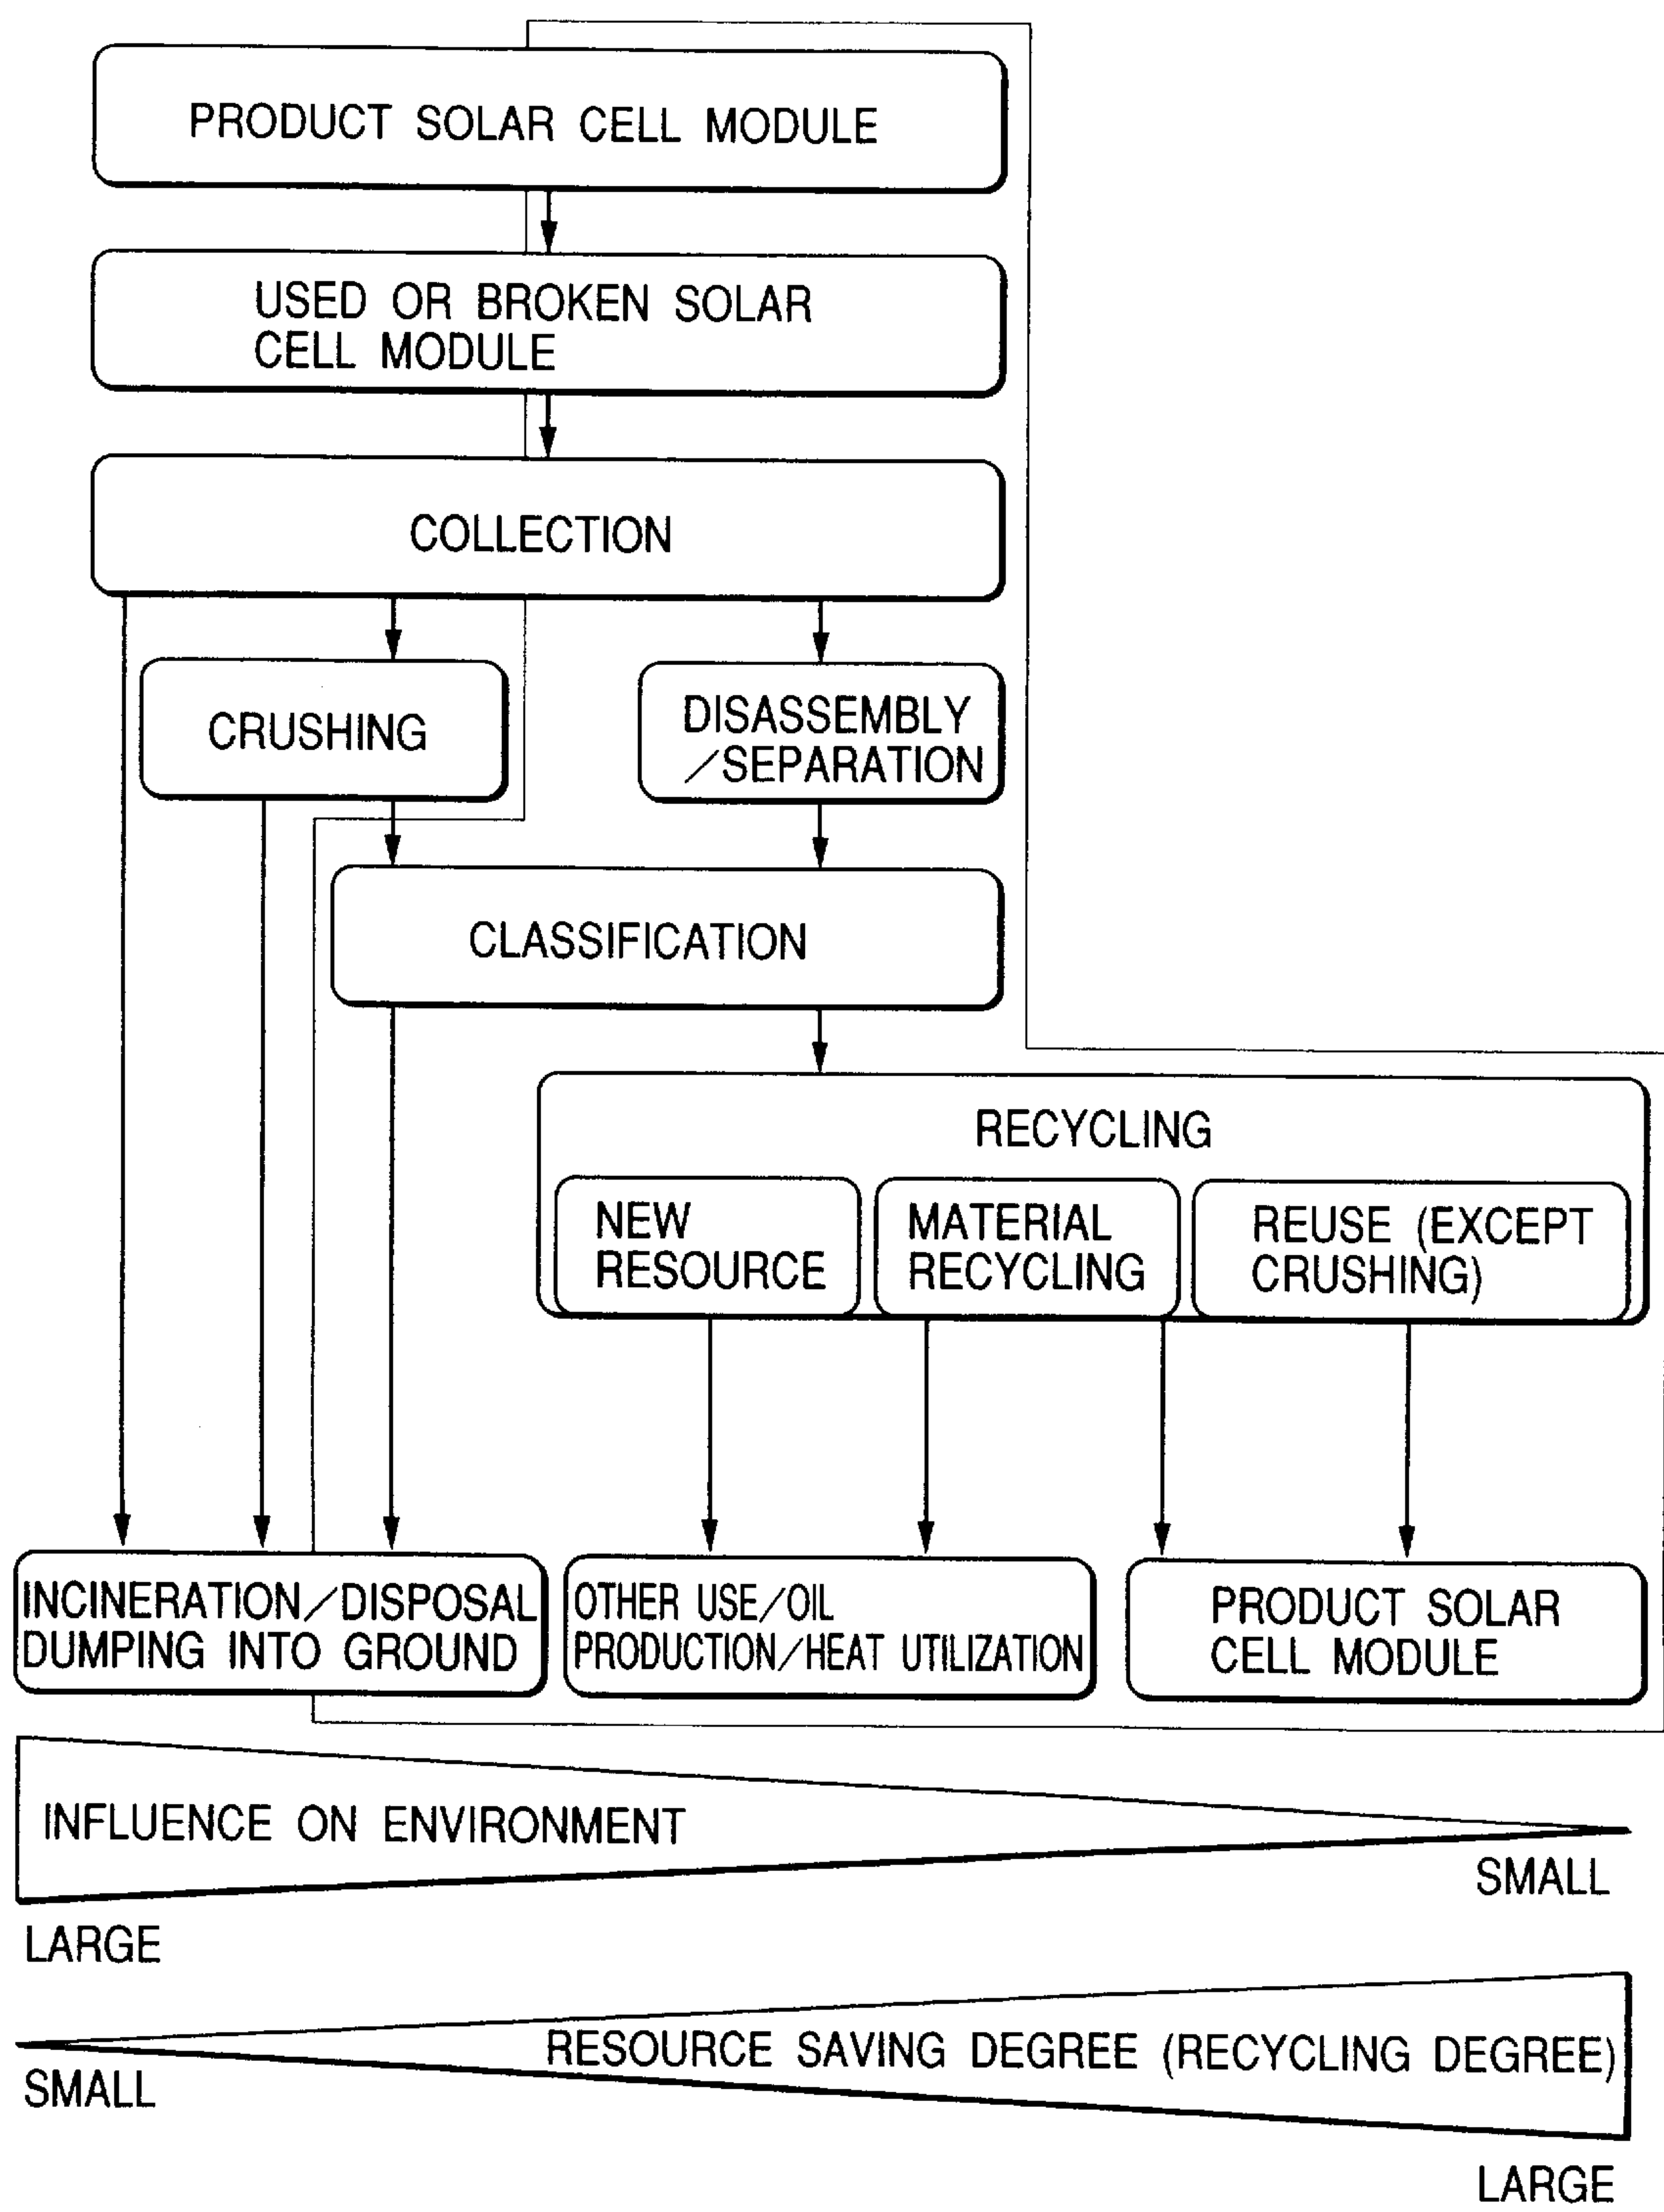 PRODUCT SOLAR CELL MODULE
USED OR BROKEN SOLAR
CELL MODULE
COLLECTION
CRUSHING
DISASSEMBLY
/SEPARATION
CLASSIFICATION
RECYCLING
NEW
RESOURCE
MATERIAL
RECYCLING
REUSE (EXCEPT
CRUSHING)
INCINERATION/DISPOSAL
DUMPING INTO GROUND
OTHER USE/OIL
PRODUCTION/HEAT UTILIZATION
PRODUCT SOLAR
CELL MODULE
INFLUENCE ON ENVIRONMENT
SMALL
LARGE
RESOURCE SAVING DEGREE (RECYCLING DEGREE)
SMALL
LARGE